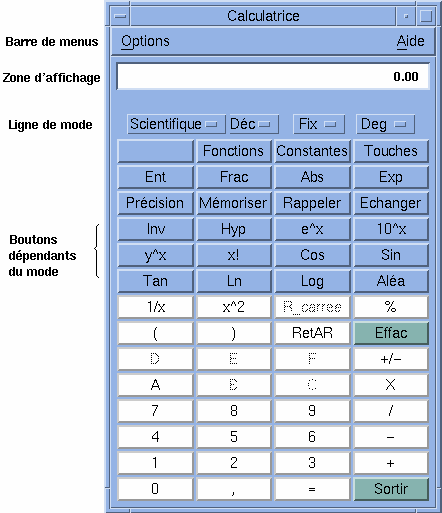 Calculatrice
Barre de menus
Options Aide
Zone d'affichage
0.00
Ligne de mode
Scientifique Déc Fix Deg
Fonctions Constantes Touches
Ent Frac Abs Exp
Précision Mémoriser Rappeler Echanger
Boutons
dépendants
du mode
Inv Hyp e^x 10^x
y^x x! Cos Sin
Tan Ln Log Aléa
1/x x^2 R_carree %
( ) RetAR Effac
D E F +/−
A B C X
7 8 9 /
4 5 6 −
1 2 3 +
0 , = Sortir